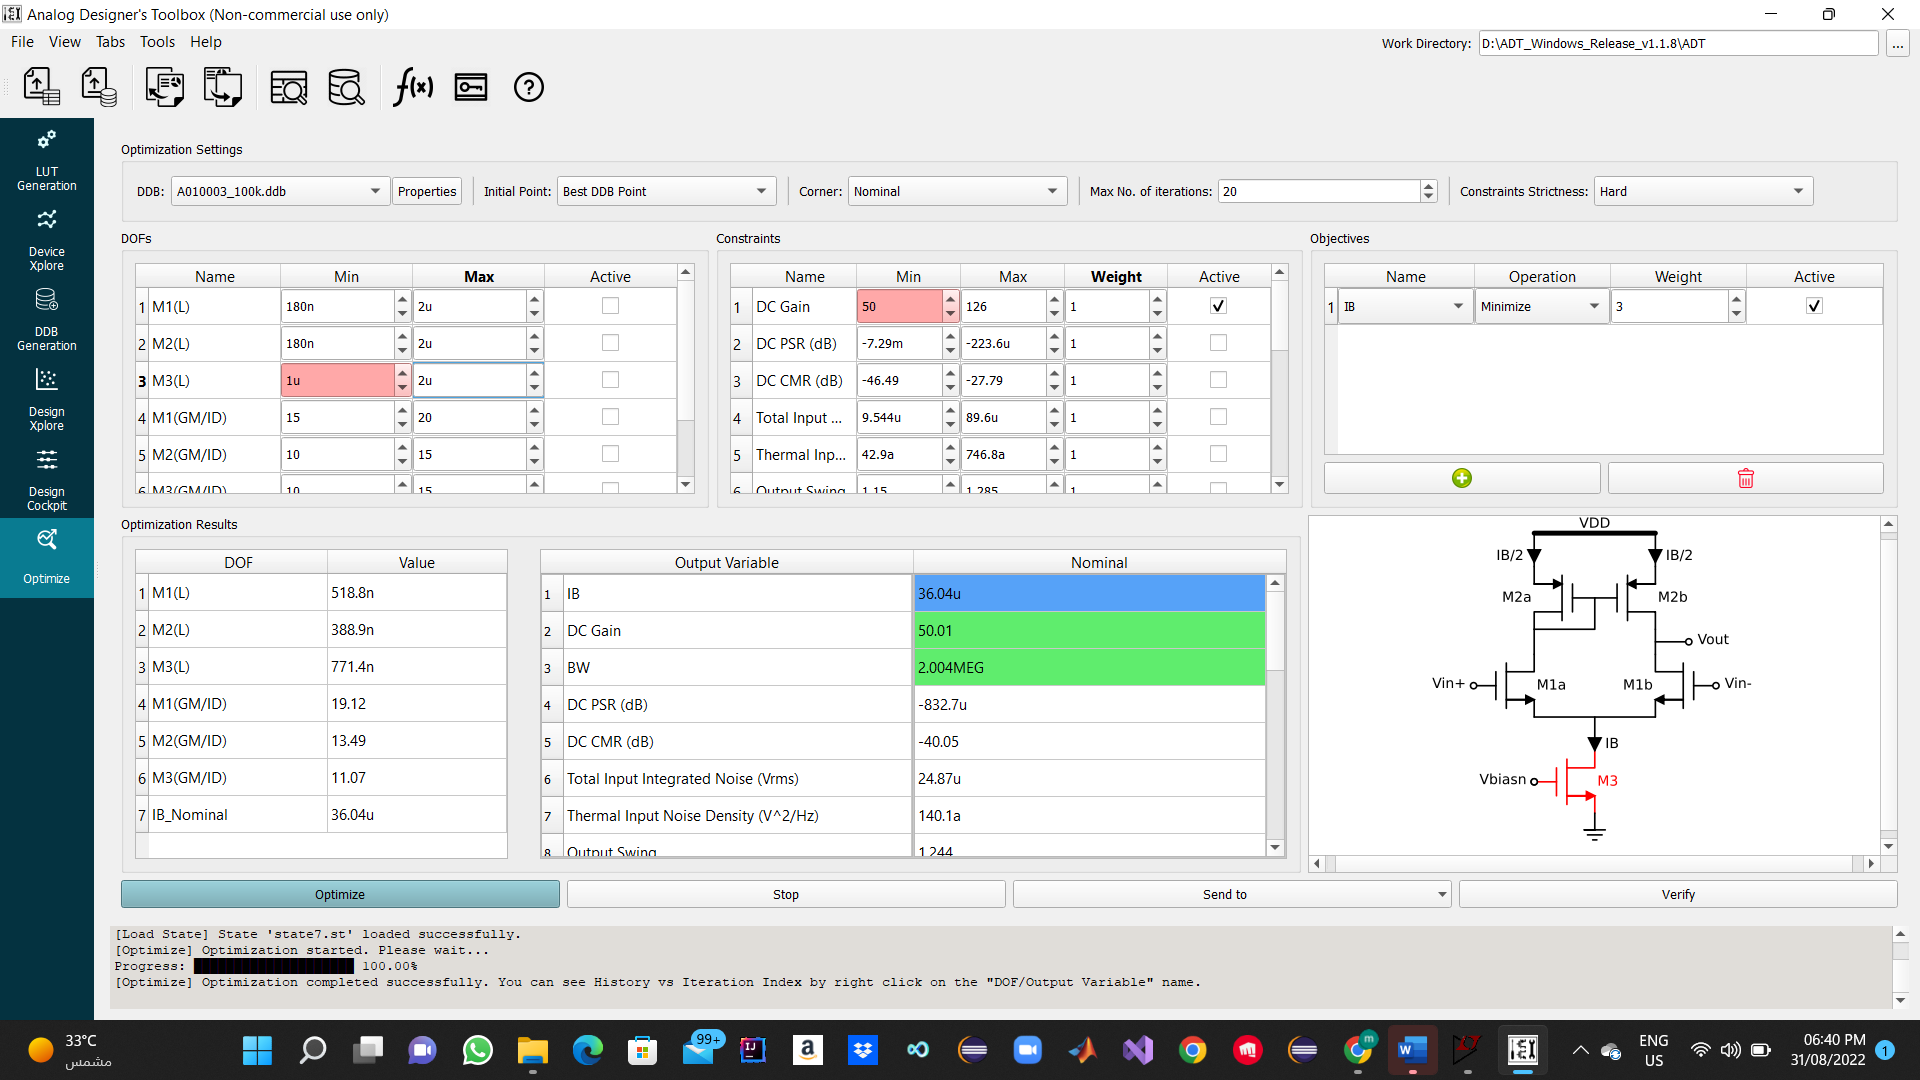 Analog Designer's Toolbox (Non-commercial use only)
File View Tabs Tools Help
Work Directory: D:\ADT_Windows_Release_v1.1.8\ADT ...
LUT Generation
Device Xplore
DDB Generation
Design Xplore
Design Cockpit
Optimize
Optimization Settings
DDB: A010003_100k.ddb Properties Initial Point: Best DDB Point Corner: Nominal Max No. of iterations: 20 Constraints Strictness: Hard
DOFs
Name Min Max Active
1 M1(L) 180n 2u
2 M2(L) 180n 2u
3 M3(L) 1u 2u
4 M1(GM/ID) 15 20
5 M2(GM/ID) 10 15
6 M3(GM/ID) 10 15
Constraints
Name Min Max Weight Active
1 DC Gain 50 126 1
2 DC PSR (dB) -7.29m -223.6u 1
3 DC CMR (dB) -46.49 -27.79 1
4 Total Input ... 9.544u 89.6u 1
5 Thermal Inp... 42.9a 746.8a 1
6 Output Swing 1.15 1.285 1
Objectives
Name Operation Weight Active
1 IB Minimize 3
Optimization Results
DOF Value
1 M1(L) 518.8n
2 M2(L) 388.9n
3 M3(L) 771.4n
4 M1(GM/ID) 19.12
5 M2(GM/ID) 13.49
6 M3(GM/ID) 11.07
7 IB_Nominal 36.04u
Output Variable Nominal
1 IB 36.04u
2 DC Gain 50.01
3 BW 2.004MEG
4 DC PSR (dB) -832.7u
5 DC CMR (dB) -40.05
6 Total Input Integrated Noise (Vrms) 24.87u
7 Thermal Input Noise Density (V^2/Hz) 140.1a
8 Output Swing 1.244
VDD
IB/2 IB/2
M2a M2b
Vout
Vin+ M1a M1b Vin-
IB
Vbiasn M3
Optimize Stop Send to Verify
[Load State] State 'state7.st' loaded successfully.
[Optimize] Optimization started. Please wait...
Progress: 100.00%
[Optimize] Optimization completed successfully. You can see History vs Iteration Index by right click on the "DOF/Output Variable" name.
33°C
مشمس
99+
ENG
US
06:40 PM
31/08/2022
1